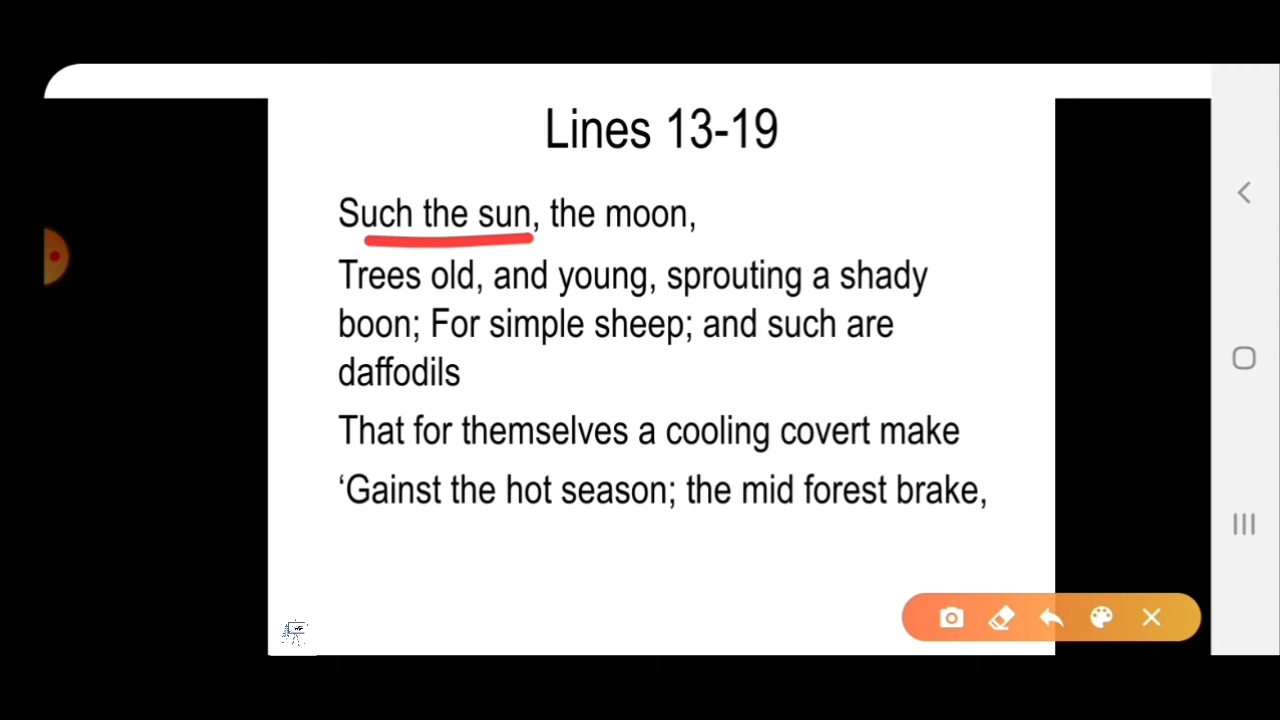 Lines 13-19
Such the sun, the moon,
Trees old, and young, sprouting a shady
boon; For simple sheep; and such are
daffodils
That for themselves a cooling covert make
‘Gainst the hot season; the mid forest brake,